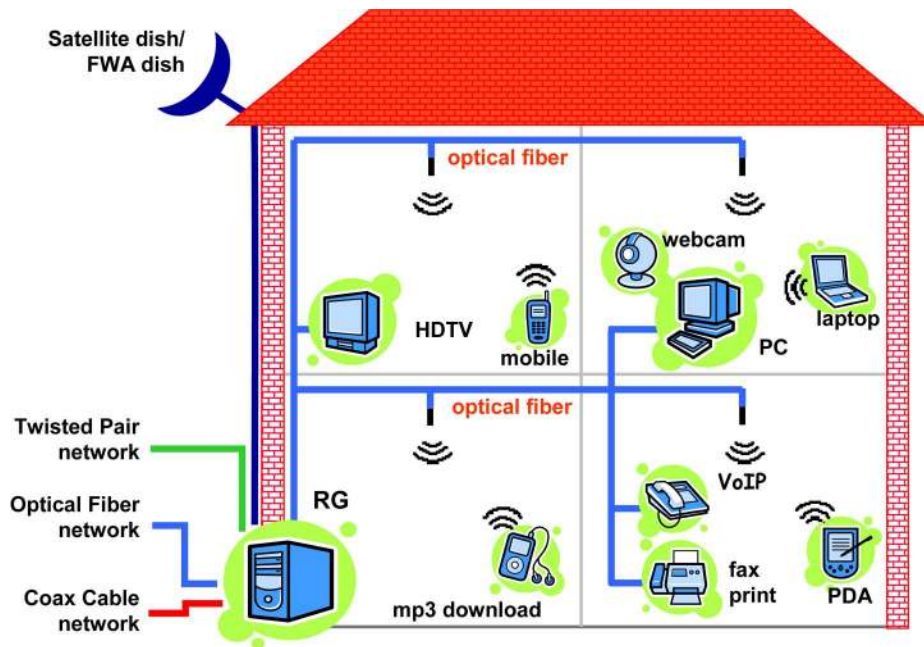 Satellite dish/
FWA dish
optical fiber
webcam
laptop
HDTV
mobile
PC
optical fiber
Twisted Pair
network
Optical Fiber
network
Coax Cable
network
RG
mp3 download
VoIP
fax
print
PDA